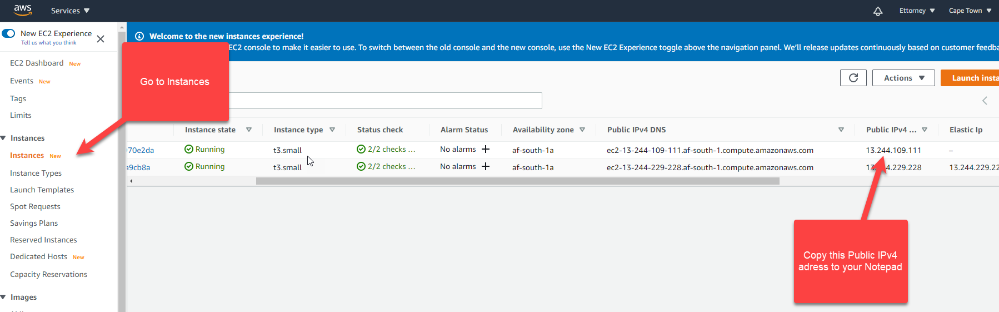 aws
Services
Ettorney
Cape Town
New EC2 Experience
Tell us what you think
Welcome to the new instances experience!
EC2 console to make it easier to use. To switch between the old console and the new console, use the New EC2 Experience toggle above the navigation panel. We'll release updates continuously based on customer feedba
EC2 Dashboard New
Events New
Tags
Limits
Instances
Instances New
Instance Types
Launch Templates
Spot Requests
Savings Plans
Reserved Instances
Dedicated Hosts New
Capacity Reservations
Images
Go to Instances
Actions
Launch insta
Instance state
Instance type
Status check
Alarm Status
Availability zone
Public IPv4 DNS
Public IPv4 ...
Elastic Ip
970e2da
Running
t3.small
2/2 checks ...
No alarms +
af-south-1a
ec2-13-244-109-111.af-south-1.compute.amazonaws.com
13.244.109.111
–
a9cb8a
Running
t3.small
2/2 checks ...
No alarms +
af-south-1a
ec2-13-244-229-228.af-south-1.compute.amazonaws.com
13.244.229.228
13.244.229.22
Copy this Public IPv4
adress to your Notepad